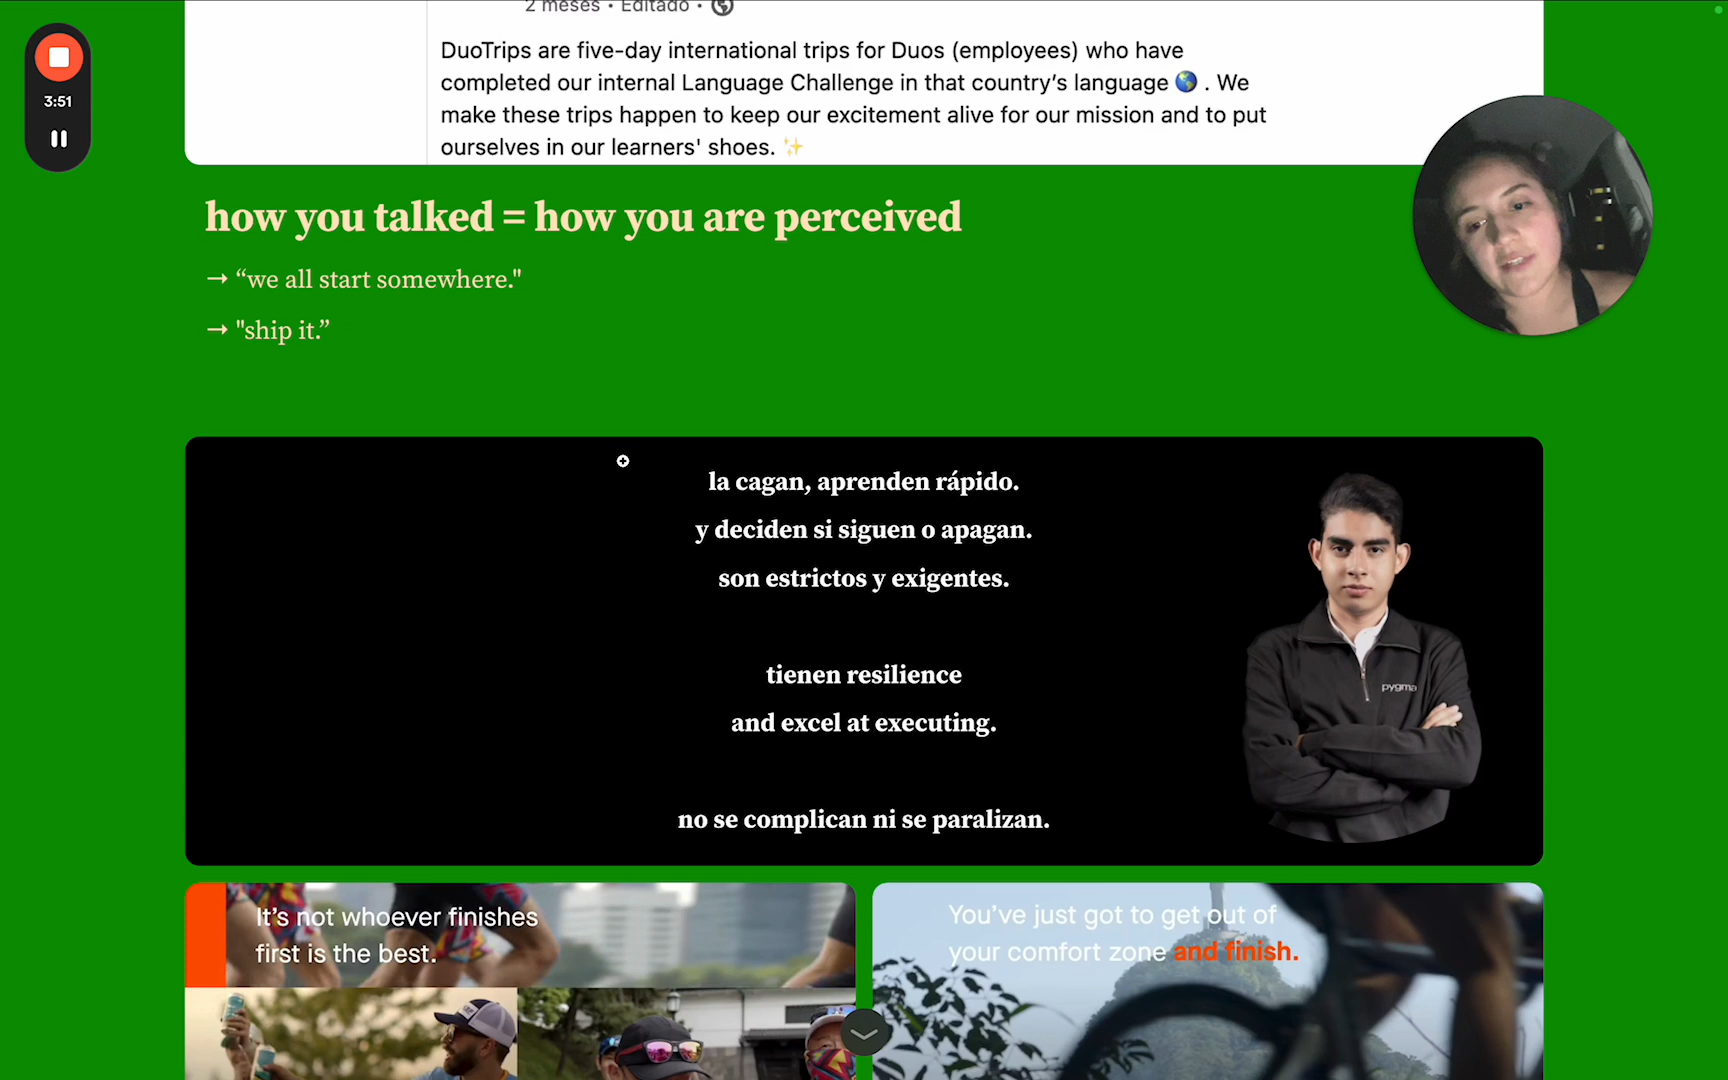 2 meses • Editado •
3:51
DuoTrips are five-day international trips for Duos (employees) who have
completed our internal Language Challenge in that country’s language 🌎 . We
make these trips happen to keep our excitement alive for our mission and to put
ourselves in our learners' shoes. ✨
how you talked = how you are perceived
→ “we all start somewhere."
→ "ship it.”
la cagan, aprenden rápido.
y deciden si siguen o apagan.
son estrictos y exigentes.
tienen resilience
and excel at executing.
no se complican ni se paralizan.
pygma
It’s not whoever finishes
first is the best.
You’ve just got to get out of
your comfort zone and finish.